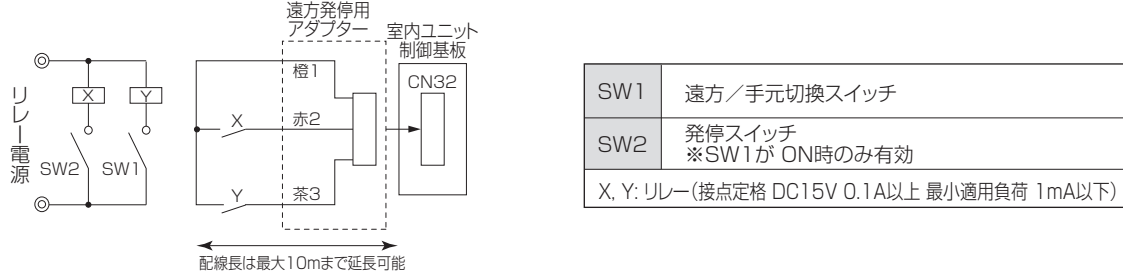 遠方発停用
アダプター
室内ユニット
制御基板
リレー電源
X
Y
SW2
SW1
橙1
X
赤2
Y
茶3
CN32
配線長は最大10mまで延長可能
SW1
遠方／手元切換スイッチ
SW2
発停スイッチ
※SW1が ON時のみ有効
X, Y: リレー（接点定格 DC15V 0.1A以上 最小適用負荷 1mA以下）